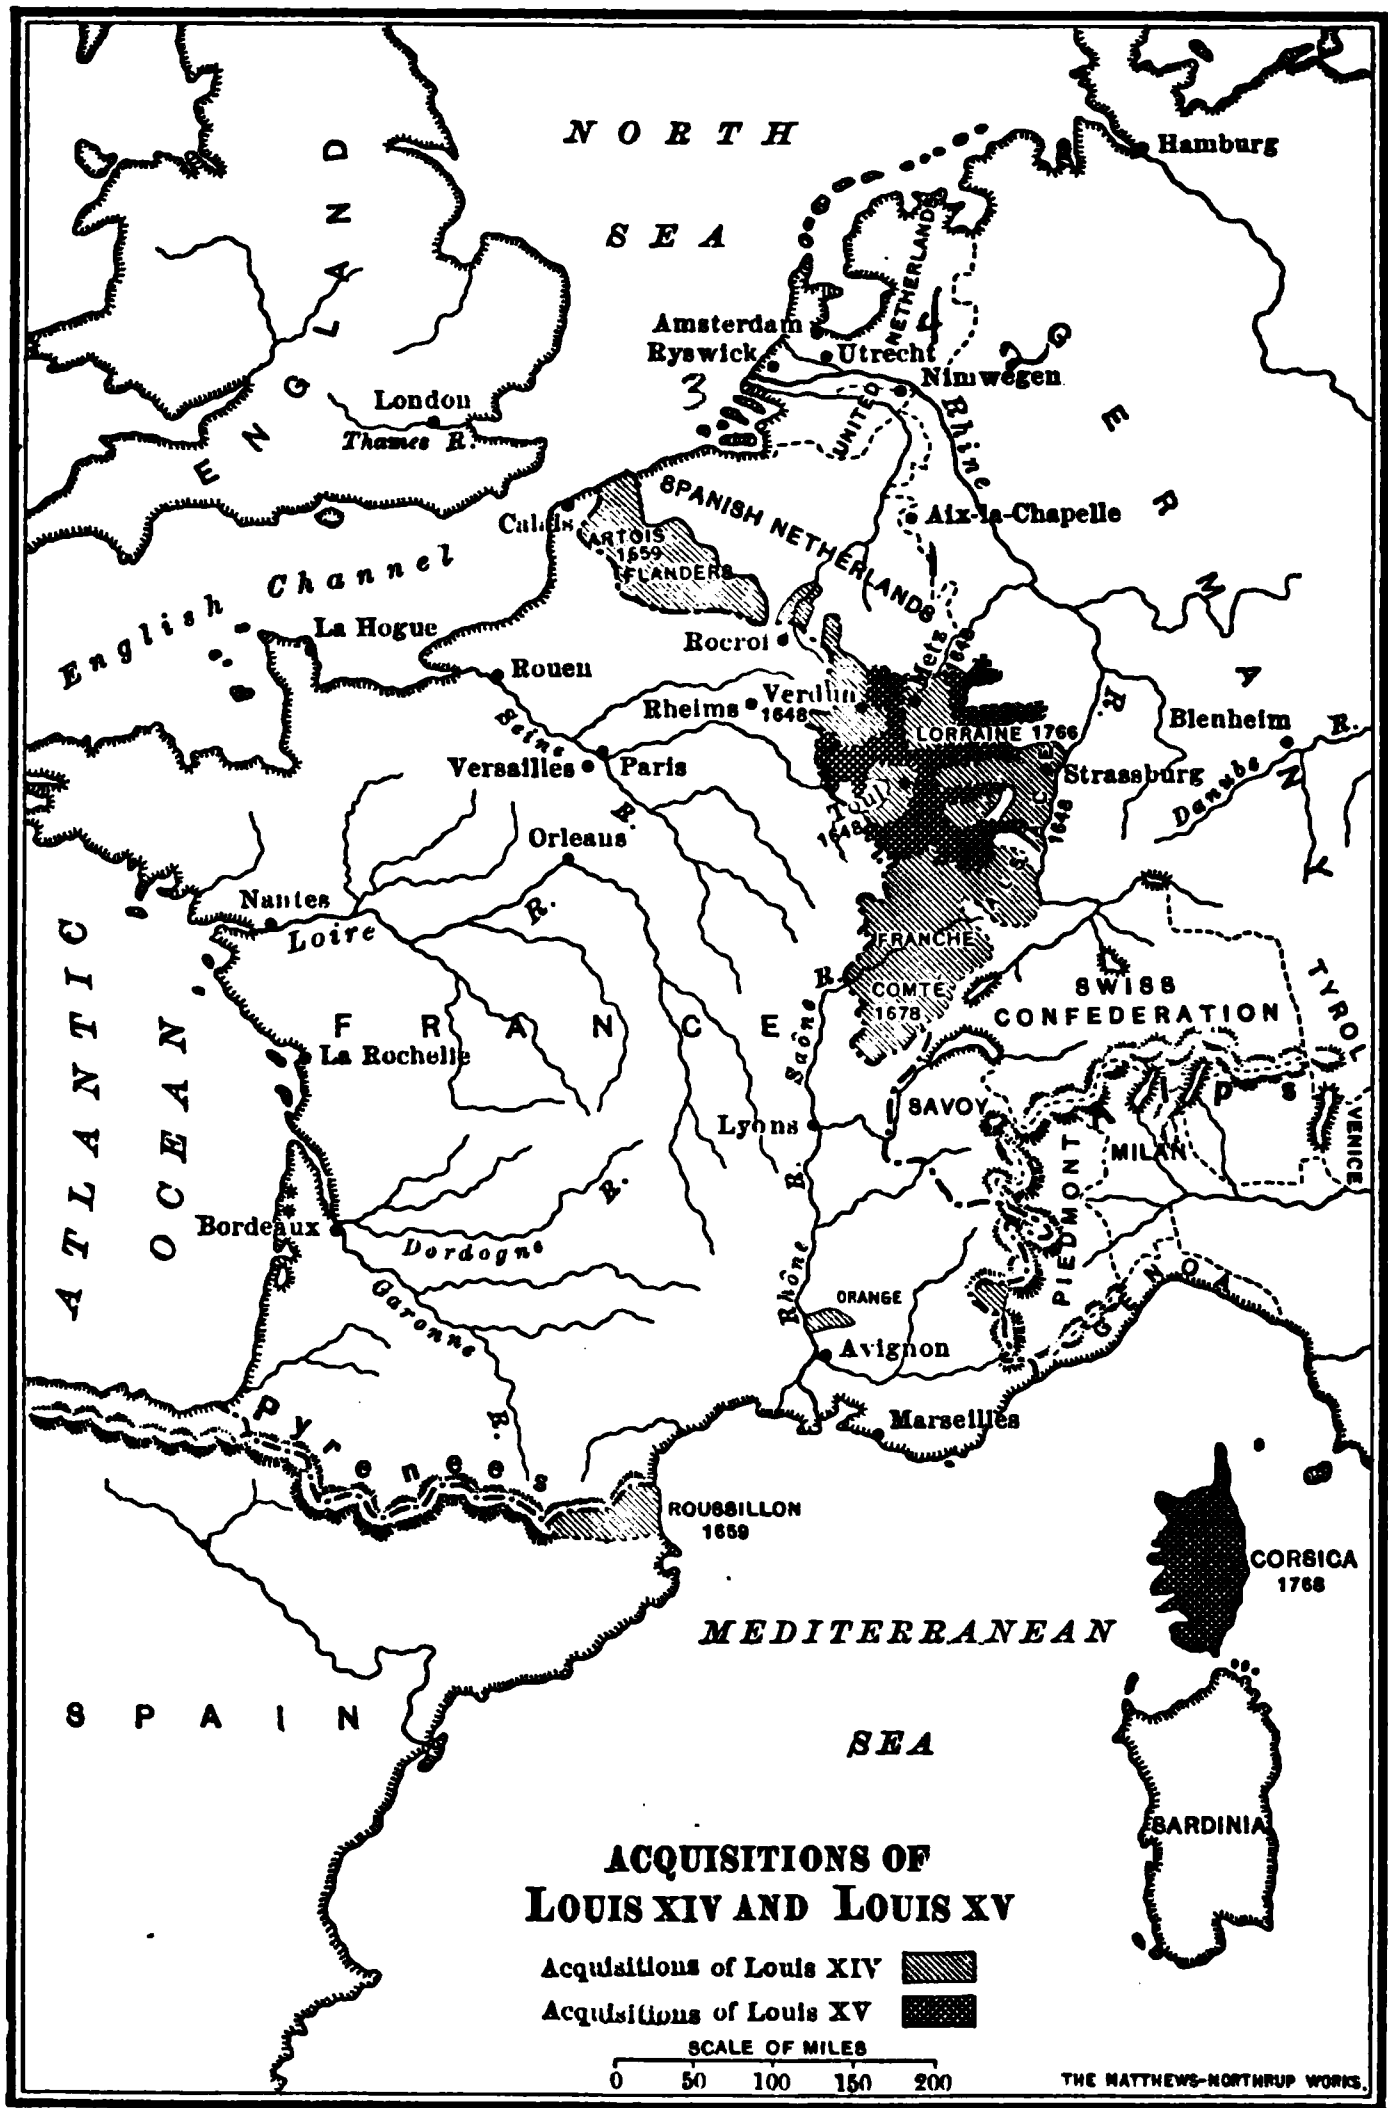 NORTH
SEA
Hamburg
ENGLAND
NETHERLANDS
Amsterdam
Ryswick
Utrecht
Nimwegen
3
UNITED
Rhine
R.
GERMANY
London
Thames R.
Calais
SPANISH NETHERLANDS
Aix-la-Chapelle
ARTOIS
1659
FLANDERS
English Channel
La Hogue
Rocroi
Metz
1648
Rouen
Verdun
1648
Rheims
LORRAINE 1766
Blenheim
Seine
R.
Versailles
Paris
Strassburg
Danube
R.
Toul
1648
ALSACE
1648
ALSACE
Orleans
Nantes
Loire
R.
ATLANTIC
OCEAN
FRANCHE
COMTÉ
1678
SWISS
CONFEDERATION
TYROL
FRANCE
La Rochelle
Saône
R.
SAVOY
Alps
Lyons
PIEDMONT
MILAN
VENICE
Bordeaux
Dordogne
R.
Garonne
R.
Rhône
R.
ORANGE
GENOA
Avignon
Marseilles
Pyrenees
ROUSSILLON
1659
CORSICA
1768
MEDITERRANEAN
SEA
SPAIN
SARDINIA
ACQUISITIONS OF
LOUIS XIV AND LOUIS XV
Acquisitions of Louis XIV
Acquisitions of Louis XV
SCALE OF MILES
0 50 100 150 200
THE MATTHEWS-NORTHRUP WORKS.